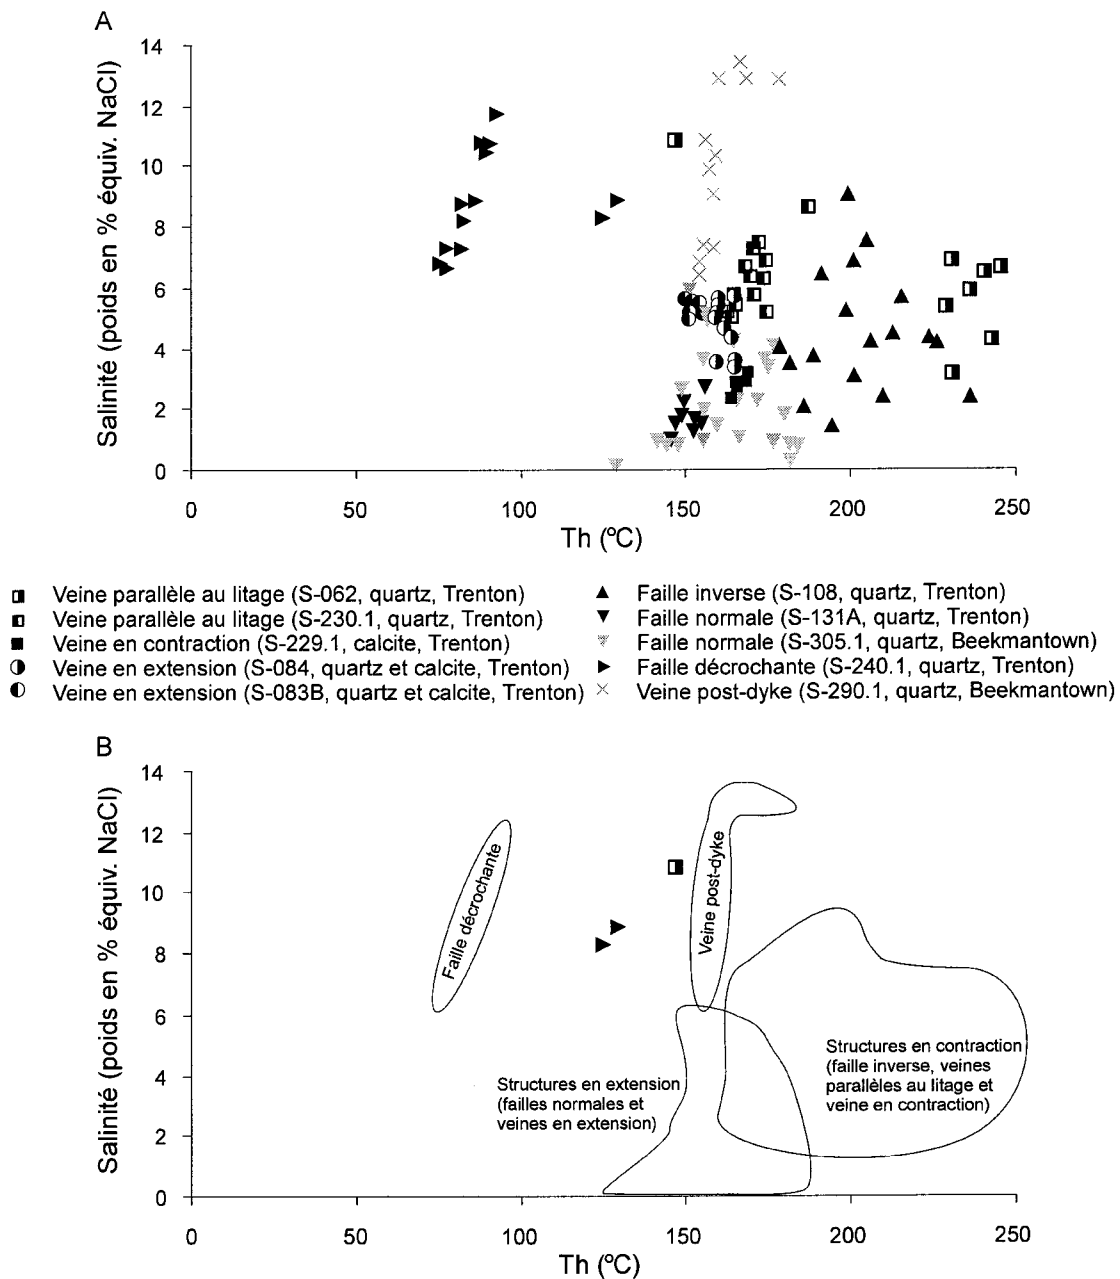 A
Salinité (poids en % équiv. NaCl)
14
12
10
8
6
4
2
0
0
50
100
150
200
250
Th (ºC)
Veine parallèle au litage (S-062, quartz, Trenton)
Veine parallèle au litage (S-230.1, quartz, Trenton)
Veine en contraction (S-229.1, calcite, Trenton)
Veine en extension (S-084, quartz et calcite, Trenton)
Veine en extension (S-083B, quartz et calcite, Trenton)
Faille inverse (S-108, quartz, Trenton)
Faille normale (S-131A, quartz, Trenton)
Faille normale (S-305.1, quartz, Beekmantown)
Faille décrochante (S-240.1, quartz, Trenton)
Veine post-dyke (S-290.1, quartz, Beekmantown)
B
Salinité (poids en % équiv. NaCl)
14
12
10
8
6
4
2
0
Faille décrochante
Veine post-dyke
Structures en extension
(failles normales et
veines en extension)
Structures en contraction
(faille inverse, veines
parallèles au litage et
veine en contraction)
0
50
100
150
200
250
Th (ºC)